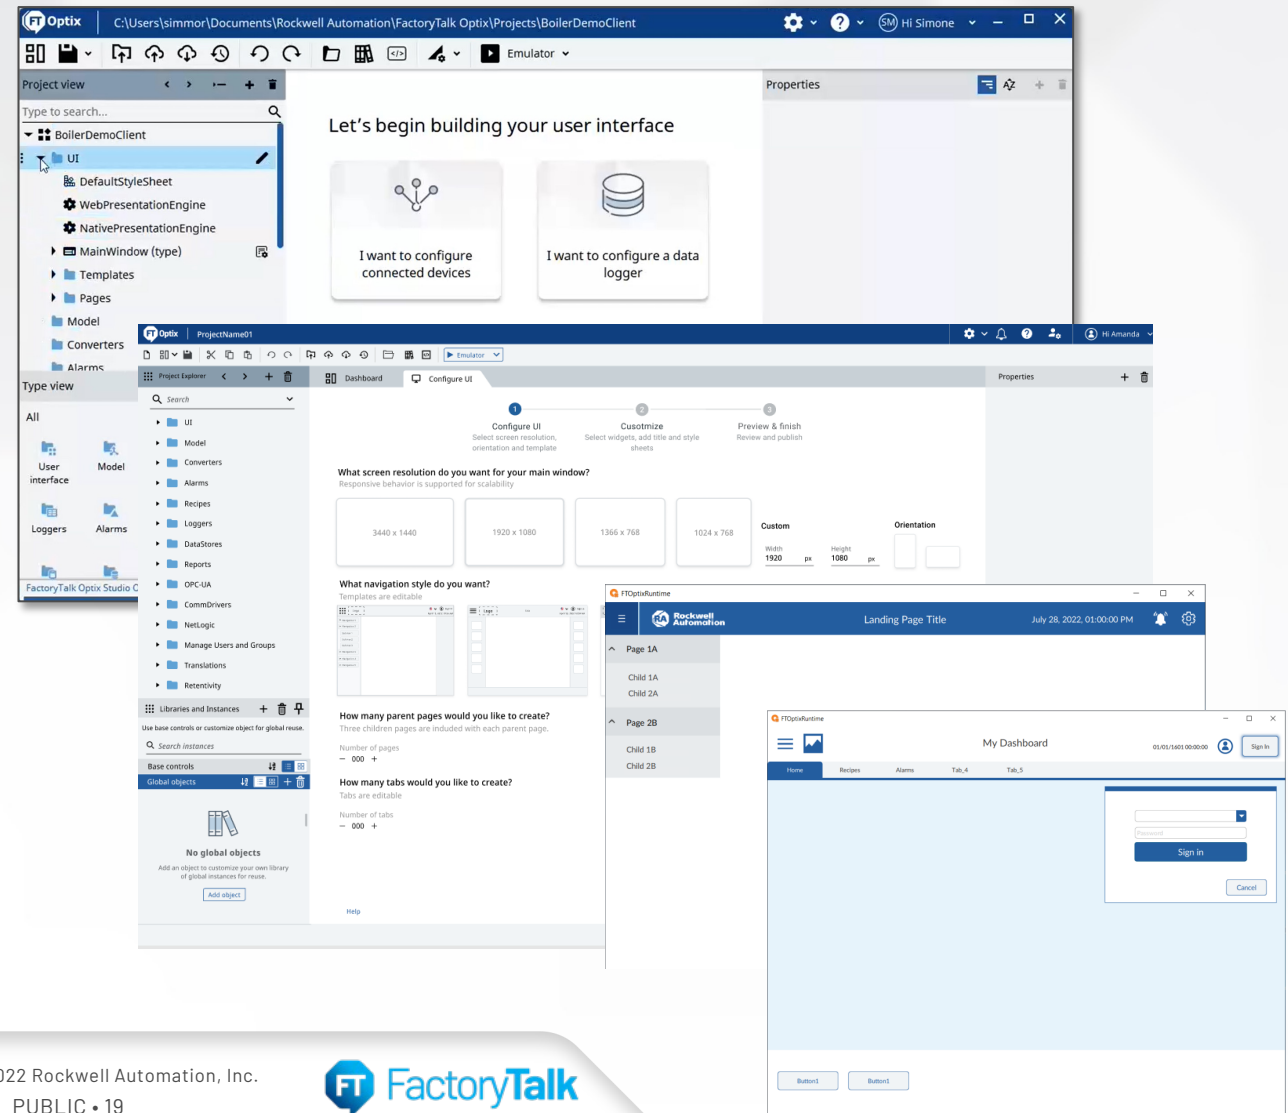 FT Optix
C:\Users\simmor\Documents\Rockwell Automation\FactoryTalk Optix\Projects\BoilerDemoClient
SM Hi Simone
Emulator
Project view
Properties
Type to search...
BoilerDemoClient
UI
DefaultStyleSheet
WebPresentationEngine
NativePresentationEngine
MainWindow (type)
Templates
Pages
Model
Converters
Alarms
Type view
All
User interface
Model
Loggers
Alarms
FactoryTalk Optix Studio
Let's begin building your user interface
I want to configure
connected devices
I want to configure a data
logger
FT Optix
ProjectName01
Hi Amanda
Emulator
Project Explorer
Dashboard
Configure UI
Properties
Search
UI
Model
Converters
Alarms
Recipes
Loggers
DataStores
Reports
OPC-UA
CommDrivers
NetLogic
Manage Users and Groups
Translations
Retentivity
Libraries and Instances
Use base controls or customize object for global reuse.
Search instances
Base controls
Global objects
No global objects
Add an object to customize your own library
of global instances for reuse.
Add object
1
Configure UI
Select screen resolution,
orientation and template
2
Cusotmize
Select widgets, add title and style
sheets
3
Preview & finish
Review and publish
What screen resolution do you want for your main window?
Responsive behavior is supported for scalability
3440 x 1440
1920 x 1080
1366 x 768
1024 x 768
Custom
Width
1920 px
Height
1080 px
Orientation
What navigation style do you want?
Templates are editable
Logo
How many parent pages would you like to create?
Three children pages are included with each parent page.
Number of pages
− 000 +
How many tabs would you like to create?
Tabs are editable
Number of tabs
− 000 +
Help
FTOptixRuntime
RA Rockwell
Automation
Landing Page Title
July 28, 2022, 01:00:00 PM
Page 1A
Child 1A
Child 2A
Page 2B
Child 1B
Child 2B
FTOptixRuntime
My Dashboard
01/01/1601 00:00:00
Sign In
Home
Recipes
Alarms
Tab_4
Tab_5
Password
Sign in
Cancel
Button1
Button1
022 Rockwell Automation, Inc.
PUBLIC • 19
FT FactoryTalk